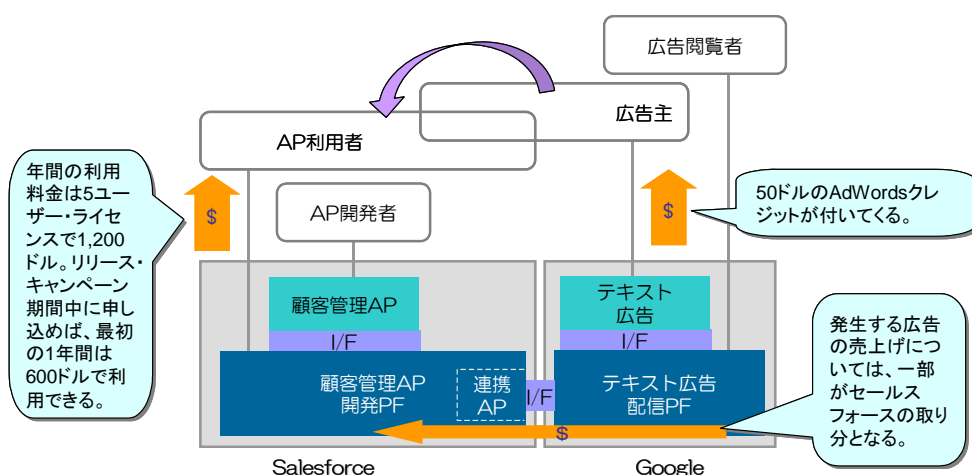 広告閲覧者
広告主
AP利用者
年間の利用
料金は5ユー
ザー・ライセ
ンスで1,200
ドル。リリース・
キャンペーン
期間中に申し
込めば、最初
の1年間は
600ドルで利
用できる。
$
AP開発者
$
50ドルのAdWordsクレ
ジットが付いてくる。
顧客管理AP
I/F
顧客管理AP
開発PF
連携
AP
I/F
テキスト
広告
I/F
テキスト広告
配信PF
$
発生する広告
の売上げにつ
いては、一部
がセールス
フォースの取り
分となる。
Salesforce
Google